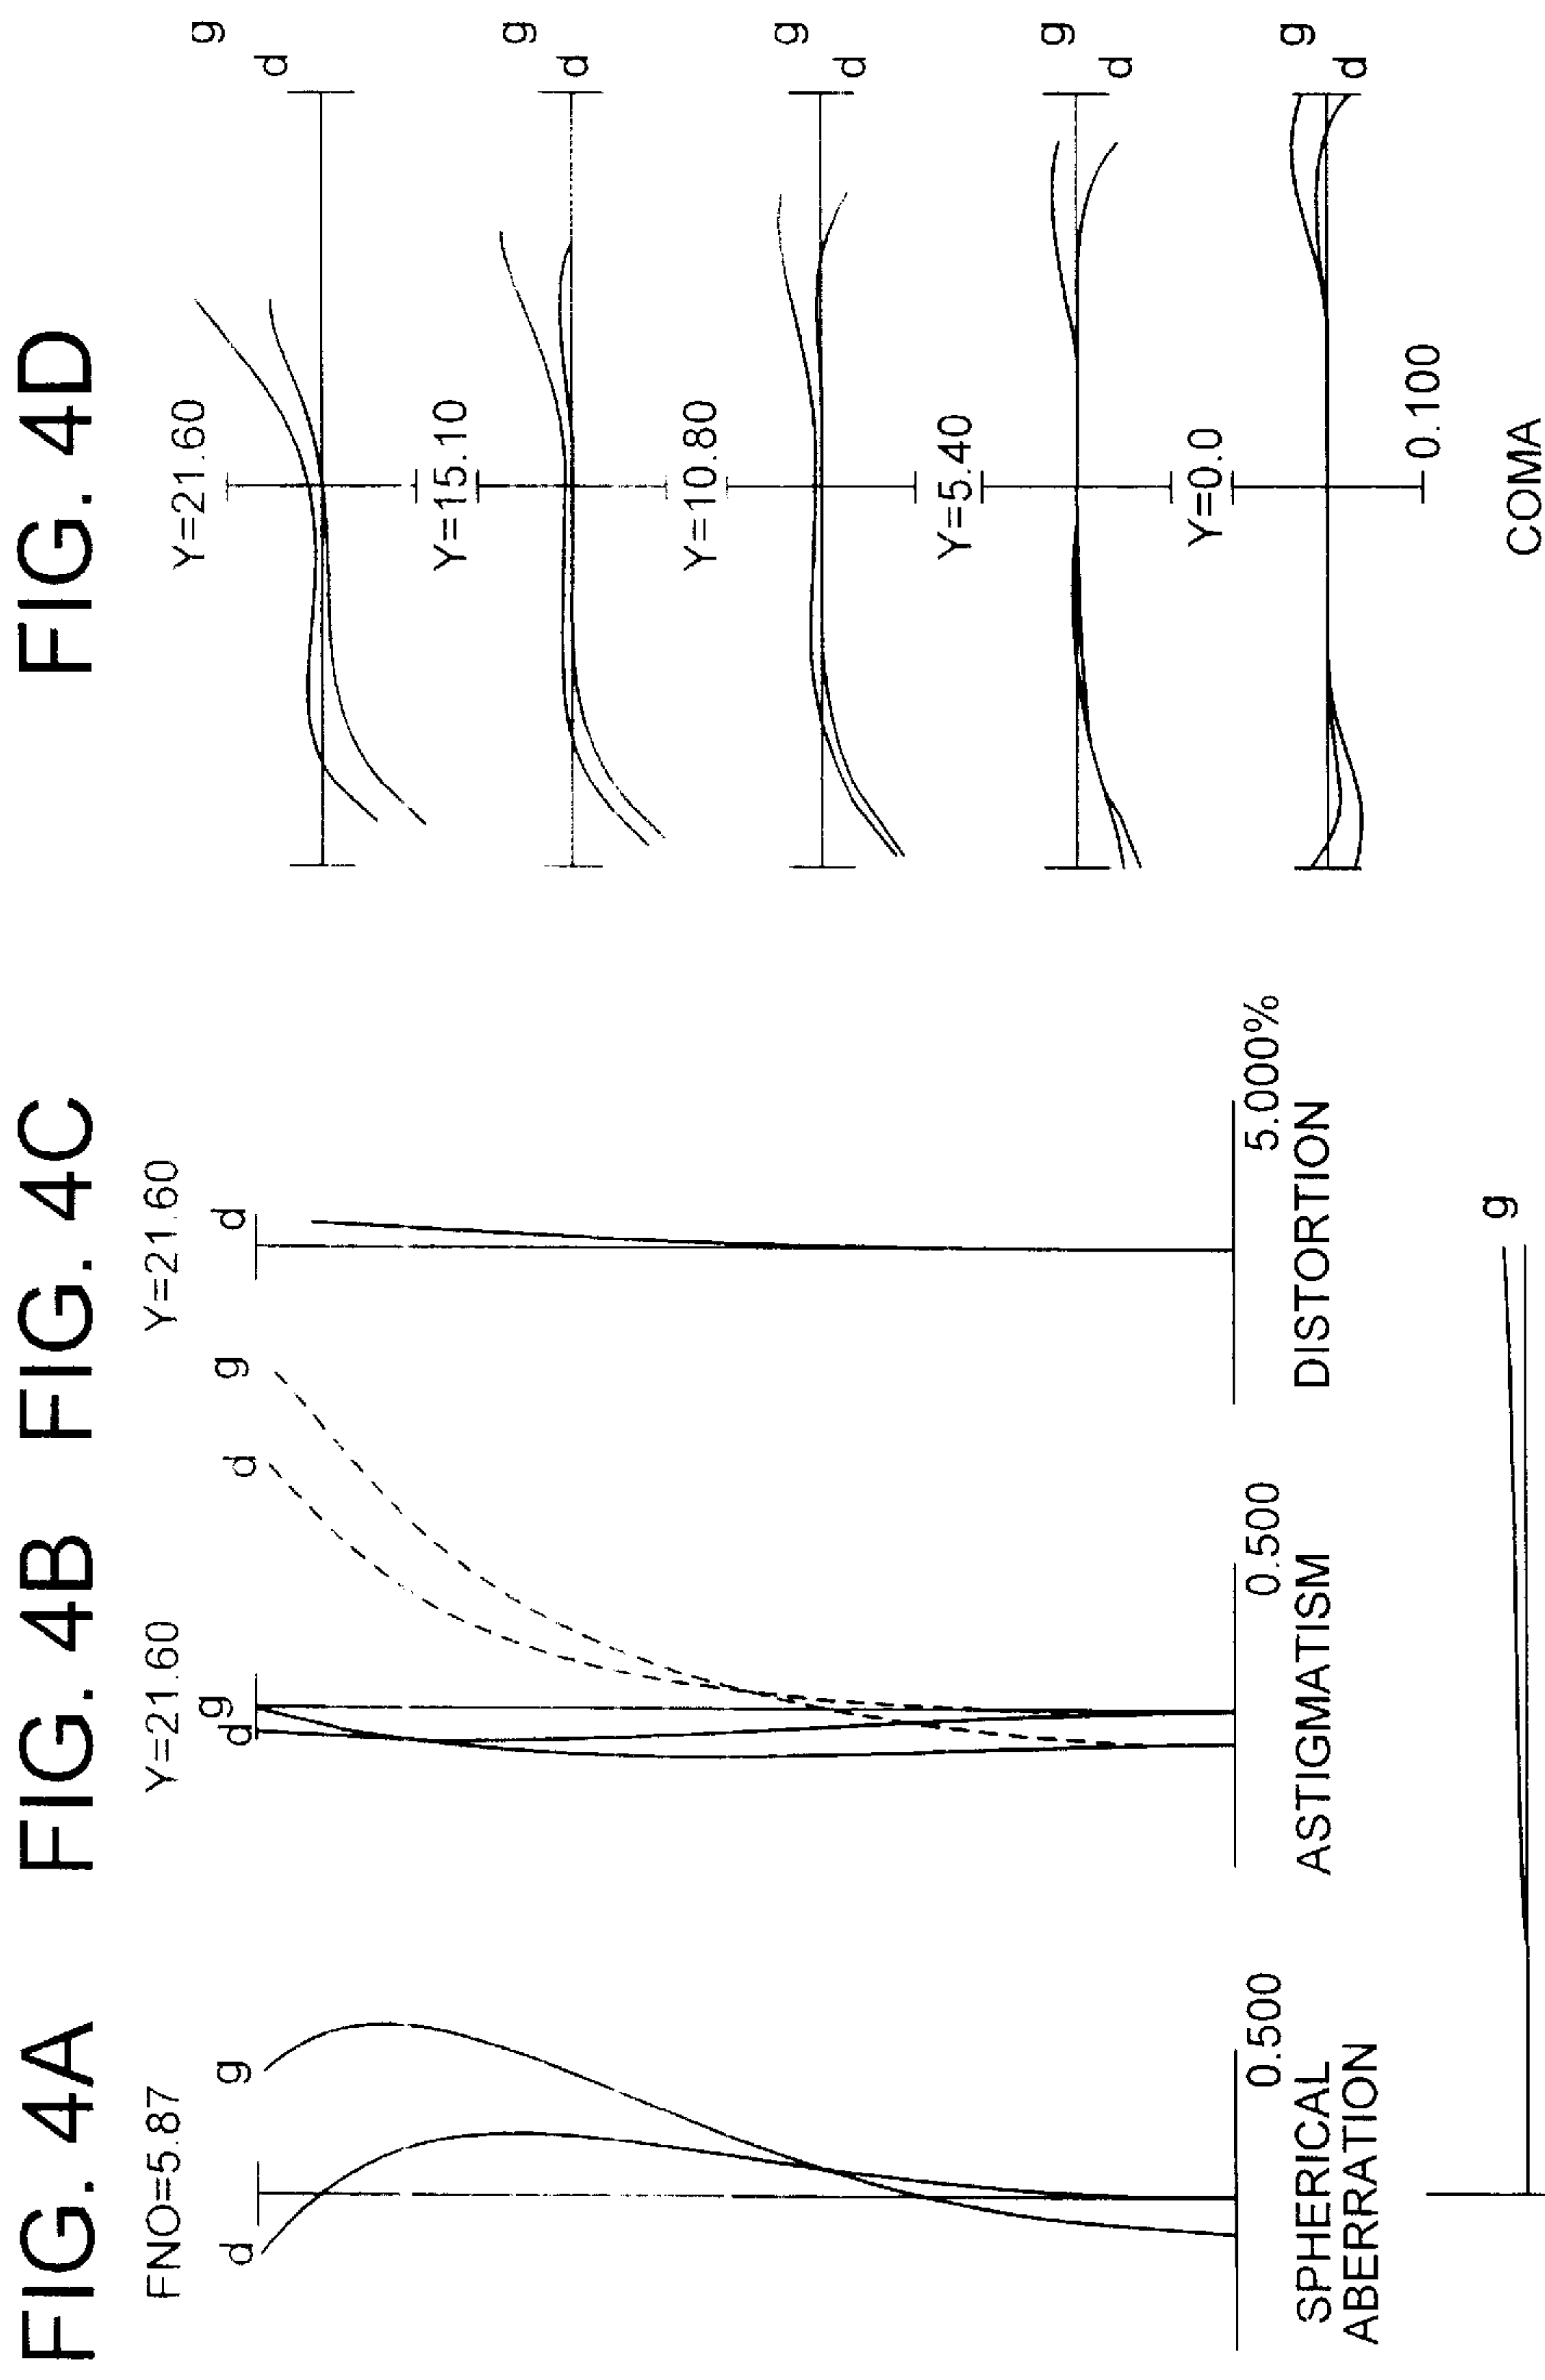 FIG. 4A
FNO=5.87
d
g
0.500
SPHERICAL
ABERRATION
FIG. 4B
Y=21.60
d
g
d
g
0.500
ASTIGMATISM
FIG. 4C
Y=21.60
d
5.000%
DISTORTION
g
FIG. 4D
Y=21.60
g
d
Y=15.10
g
d
Y=10.80
g
d
Y=5.40
g
d
Y=0.0
g
d
0.100
COMA